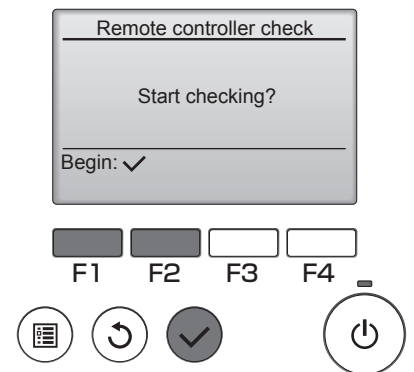 Remote controller check
Start checking?
Begin: ✓
F1 F2 F3 F4